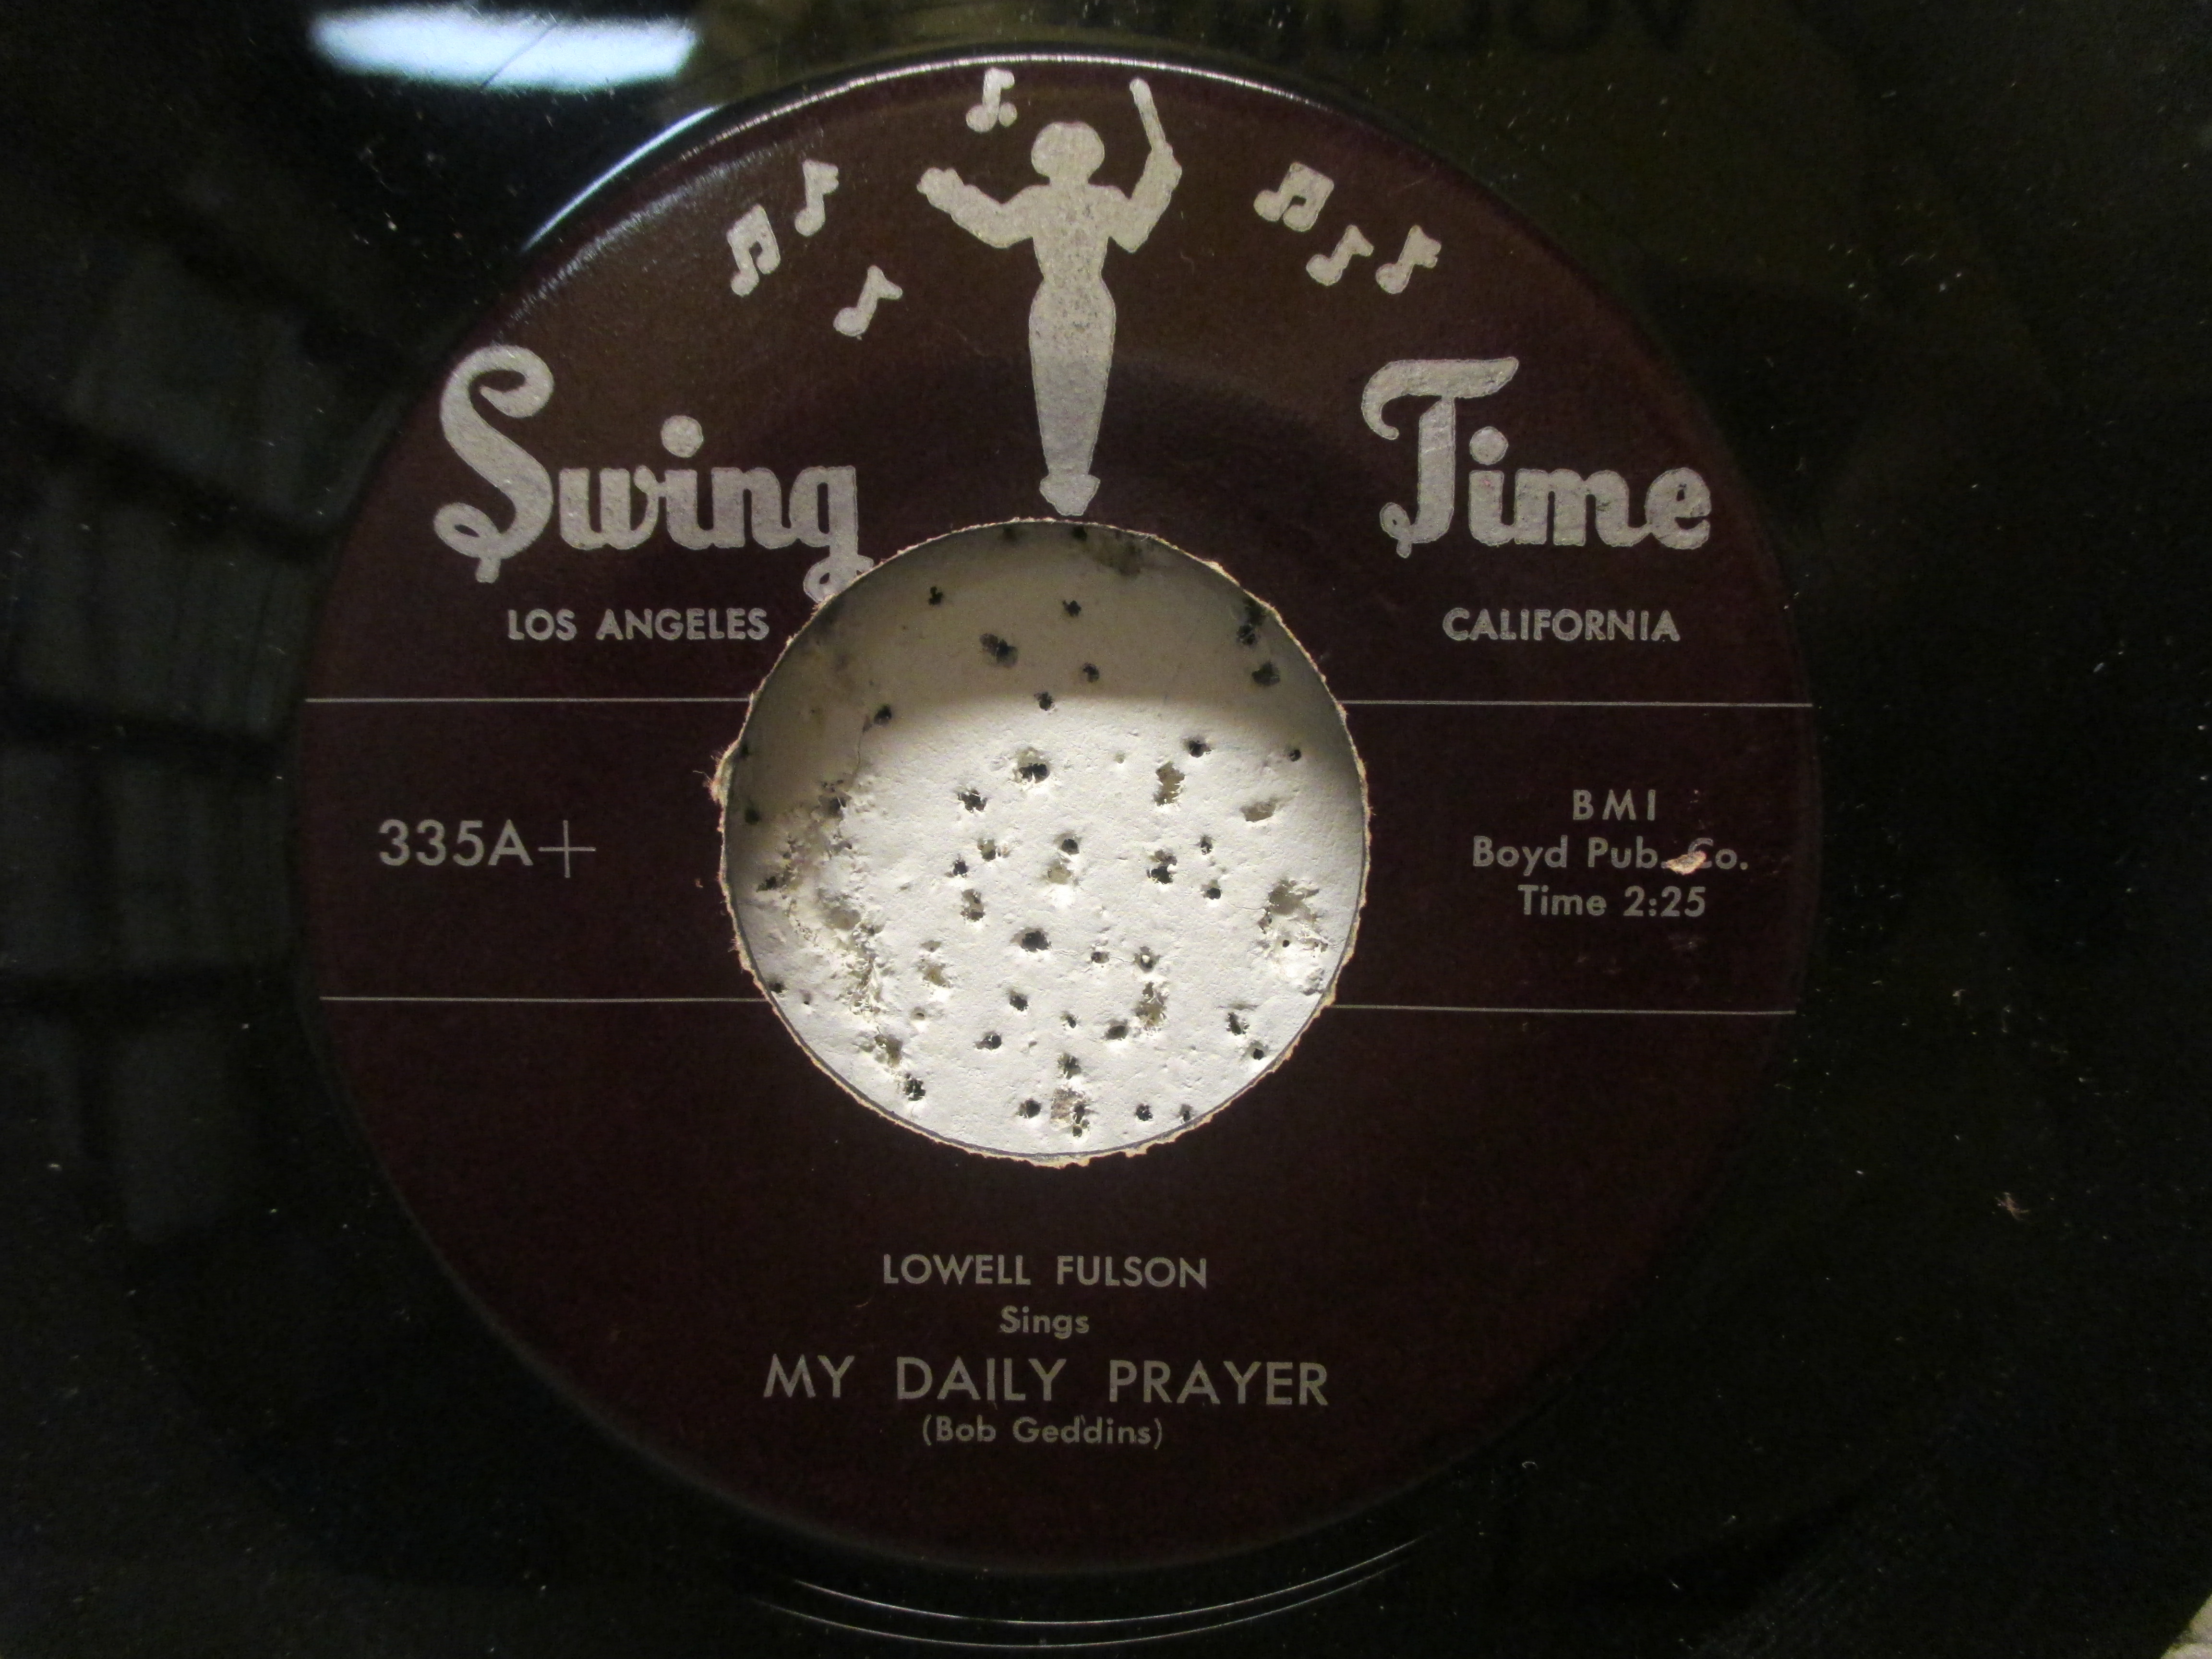 Swing Time
LOS ANGELES CALIFORNIA
335A+
BMI
Boyd Pub. Co.
Time 2:25
LOWELL FULSON
Sings
MY DAILY PRAYER
(Bob Geddins)